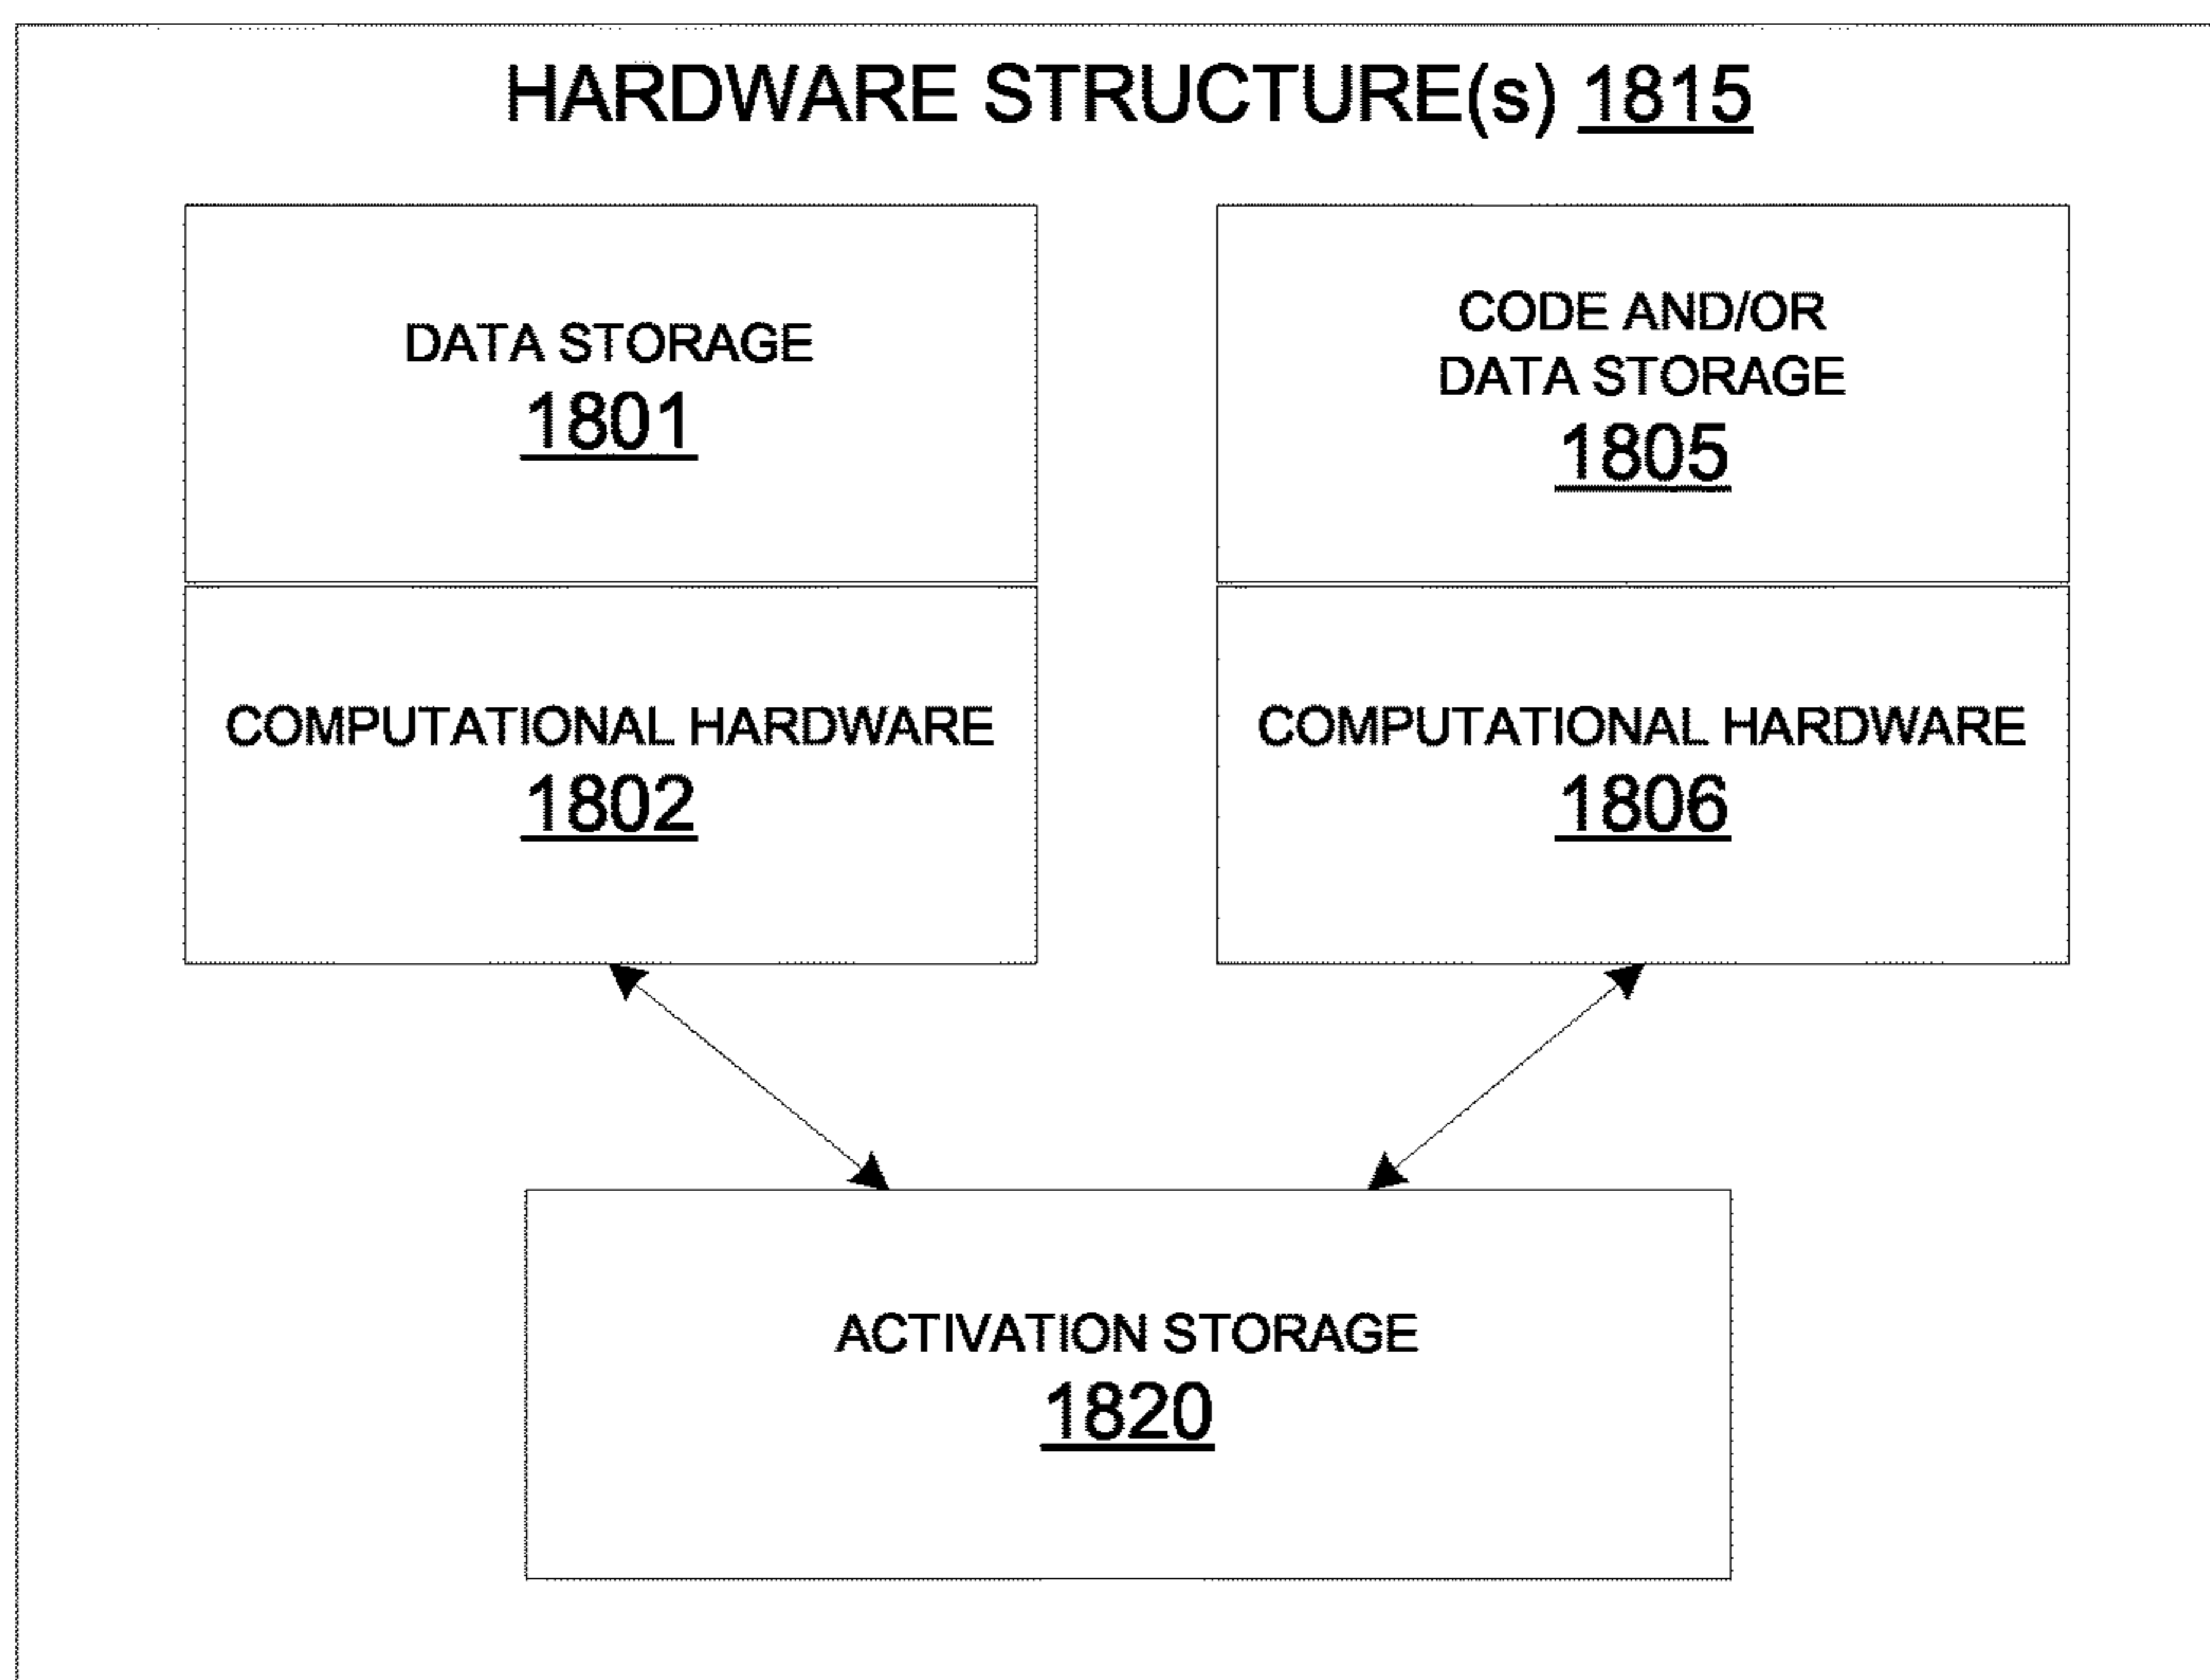 HARDWARE STRUCTURE(s) 1815
DATA STORAGE
1801
CODE AND/OR
DATA STORAGE
1805
COMPUTATIONAL HARDWARE
1802
COMPUTATIONAL HARDWARE
1806
ACTIVATION STORAGE
1820